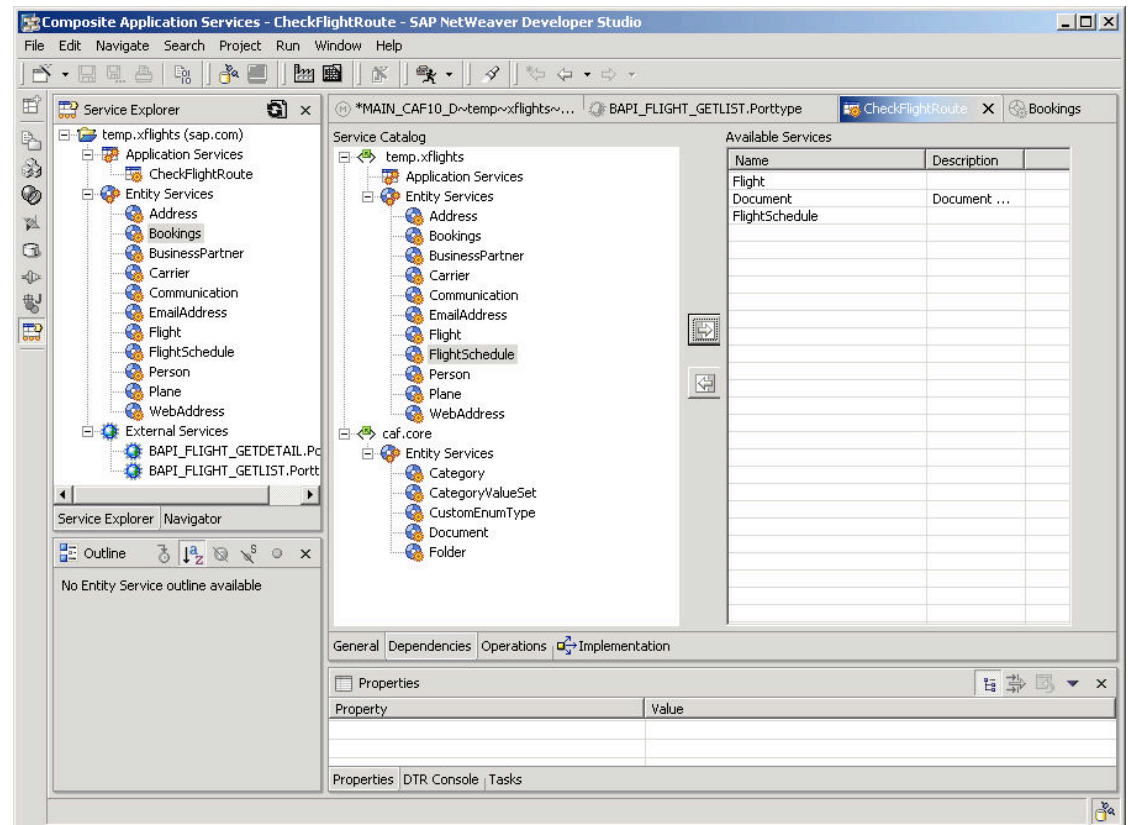 Composite Application Services - CheckFlightRoute - SAP NetWeaver Developer Studio
File Edit Navigate Search Project Run Window Help
Service Explorer
temp.xflights (sap.com)
Application Services
CheckFlightRoute
Entity Services
Address
Bookings
BusinessPartner
Carrier
Communication
EmailAddress
Flight
FlightSchedule
Person
Plane
WebAddress
External Services
BAPI_FLIGHT_GETDETAIL.Pc
BAPI_FLIGHT_GETLIST.Portt
Service Explorer Navigator
Outline
No Entity Service outline available
*MAIN_CAF10_D~temp~xflights~... BAPI_FLIGHT_GETLIST.Porttype CheckFlightRoute Bookings
Service Catalog
temp.xflights
Application Services
Entity Services
Address
Bookings
BusinessPartner
Carrier
Communication
EmailAddress
Flight
FlightSchedule
Person
Plane
WebAddress
caf.core
Entity Services
Category
CategoryValueSet
CustomEnumType
Document
Folder
Available Services
Name Description
Flight
Document Document ...
FlightSchedule
General Dependencies Operations Implementation
Properties
Property Value
Properties DTR Console Tasks